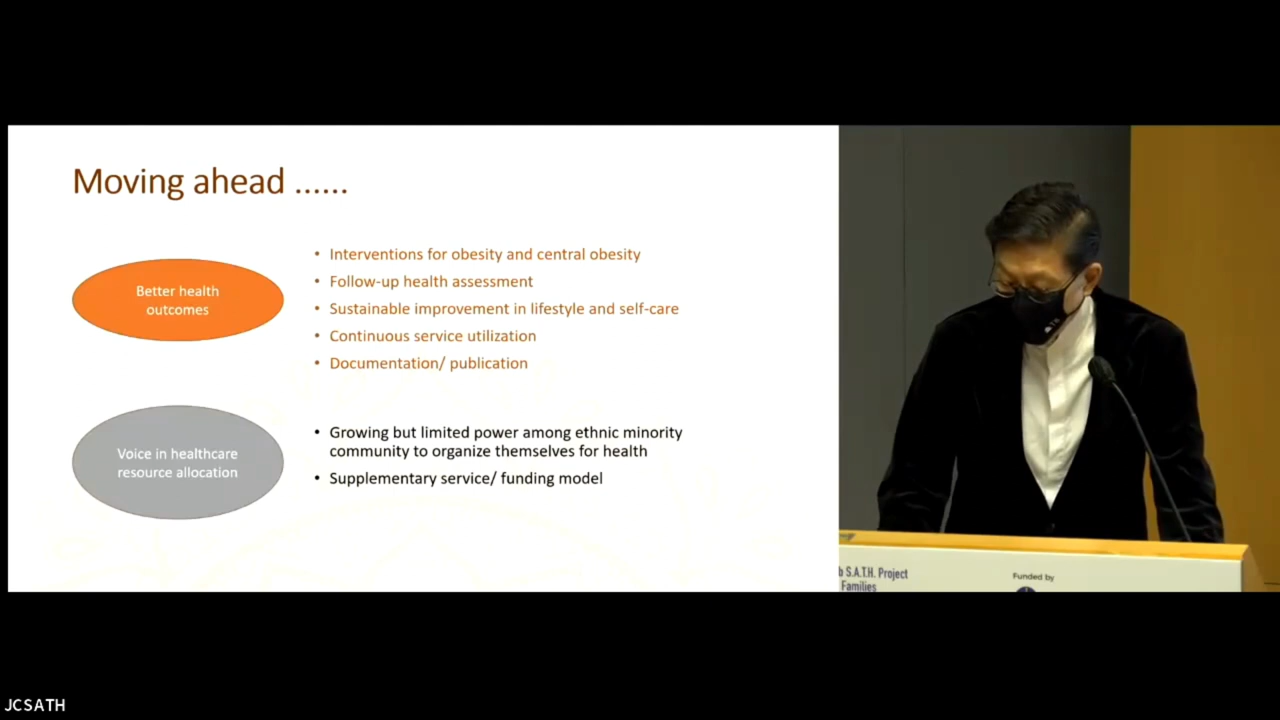 Moving ahead ......
Better health
outcomes
• Interventions for obesity and central obesity
• Follow-up health assessment
• Sustainable improvement in lifestyle and self-care
• Continuous service utilization
• Documentation/ publication
Voice in healthcare
resource allocation
• Growing but limited power among ethnic minority
community to organize themselves for health
• Supplementary service/ funding model
b S.A.T.H. Project
Families
Funded by
JCSATH